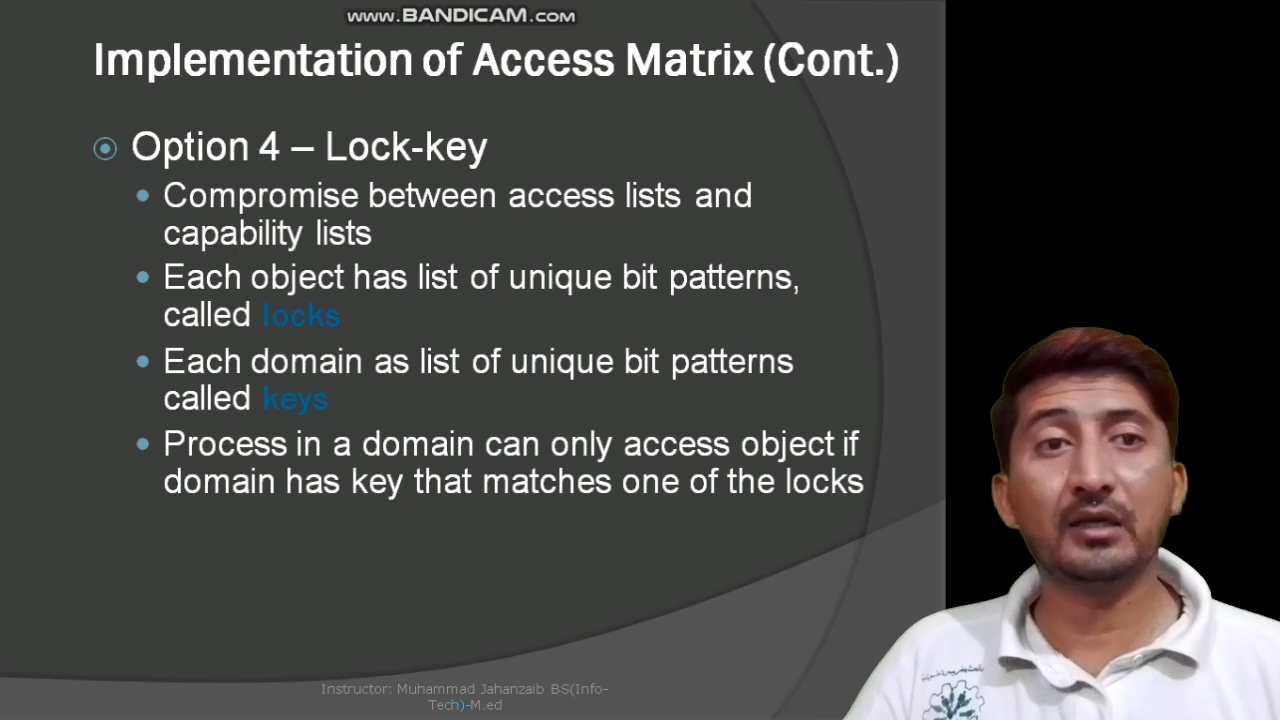 www.BANDICAM.com
Implementation of Access Matrix (Cont.)
Option 4 – Lock-key
Compromise between access lists and
capability lists
Each object has list of unique bit patterns,
called locks
Each domain as list of unique bit patterns
called keys
Process in a domain can only access object if
domain has key that matches one of the locks
Instructor: Muhammad Jahanzaib BS(Info-
Tech)-M.ed